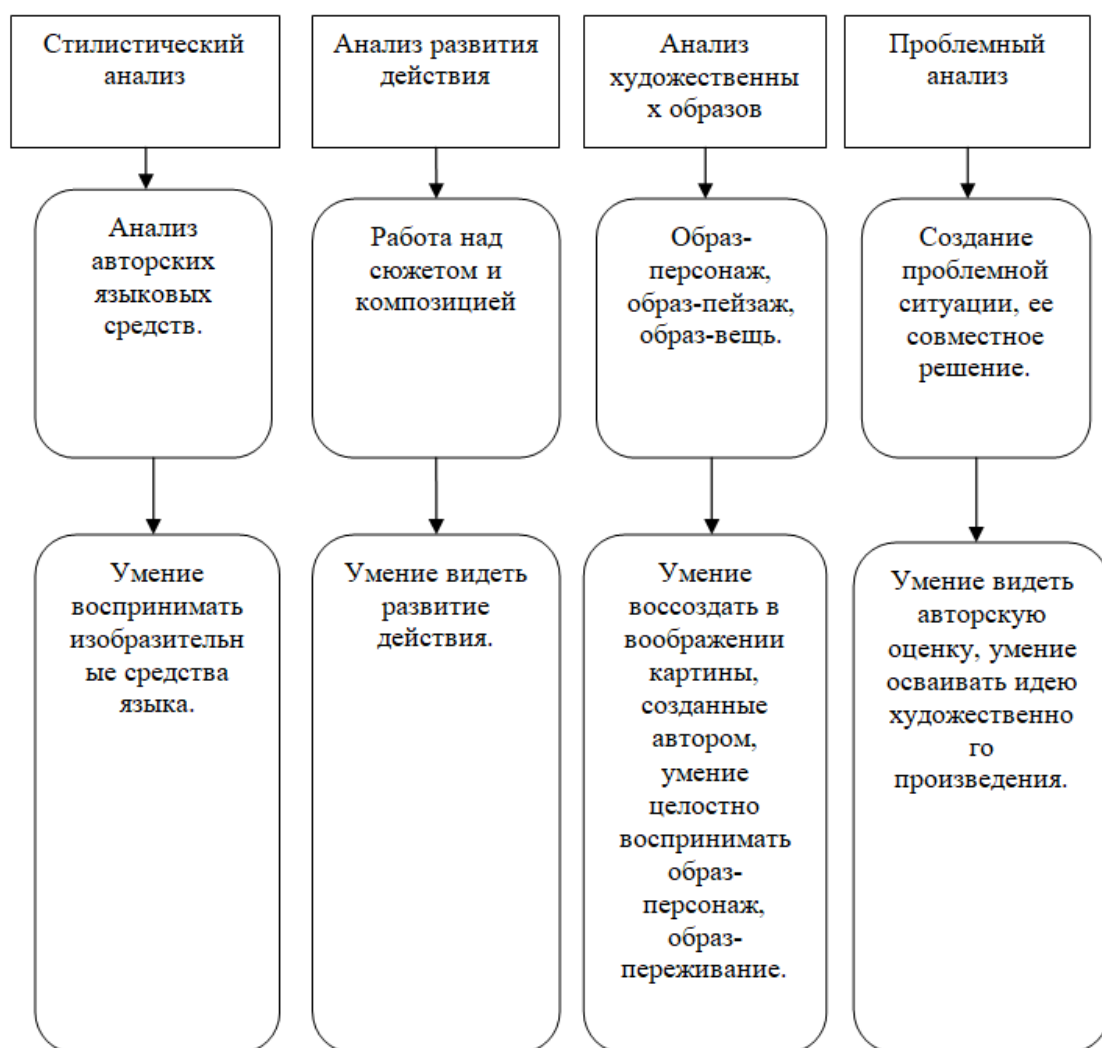 Стилистический
анализ
Анализ развития
действия
Анализ
художественны
х образов
Проблемный
анализ
Анализ
авторских
языковых
средств.
Работа над
сюжетом и
композицией
Образ-
персонаж,
образ-пейзаж,
образ-вещь.
Создание
проблемной
ситуации, ее
совместное
решение.
Умение
воспринимать
изобразительн
ые средства
языка.
Умение видеть
развитие
действия.
Умение
воссоздать в
воображении
картины,
созданные
автором,
умение
целостно
воспринимать
образ-
персонаж,
образ-
переживание.
Умение видеть
авторскую
оценку, умение
осваивать идею
художественно
го
произведения.